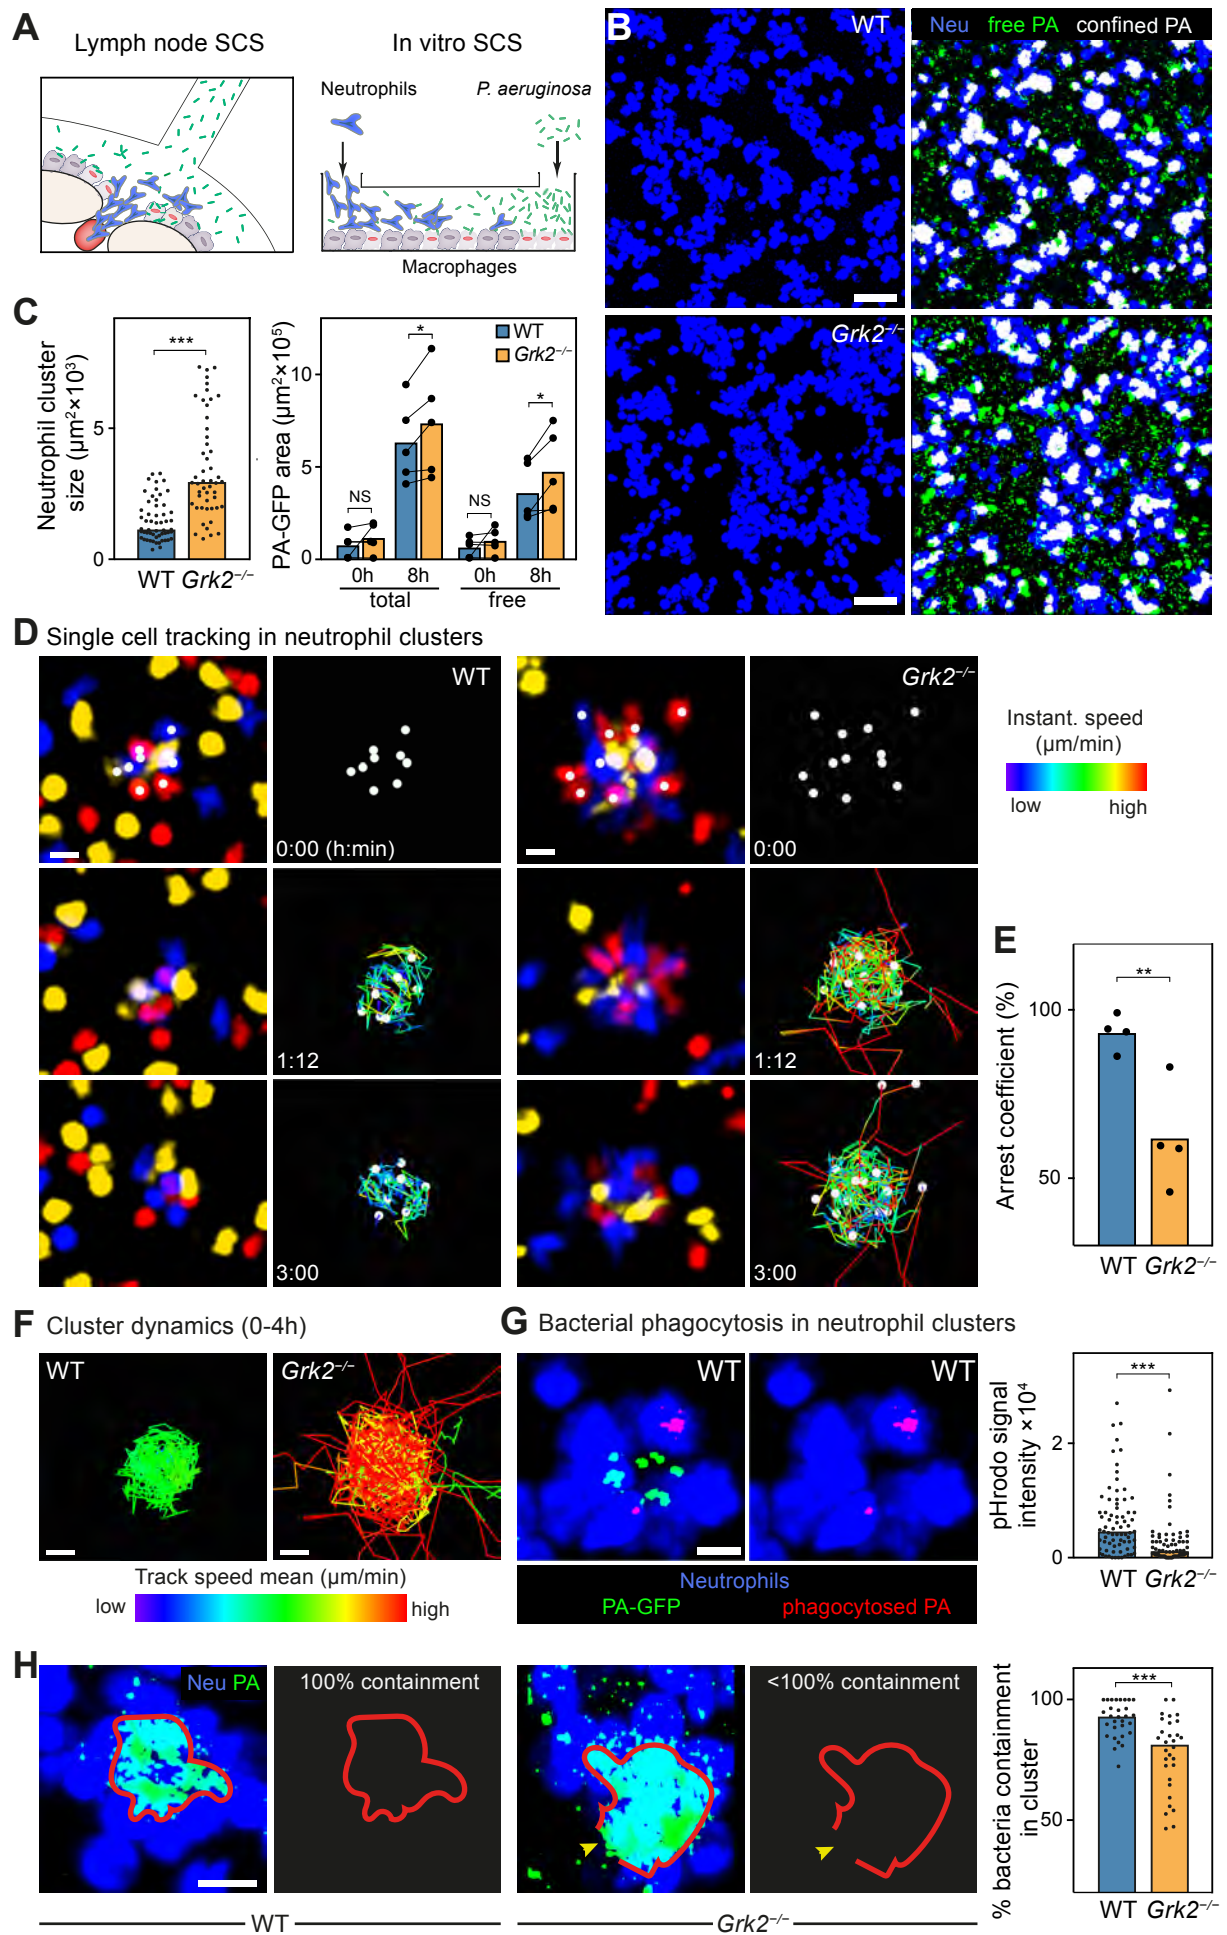 A
Lymph node SCS
In vitro SCS
Neutrophils
P. aeruginosa
Macrophages
B
WT
Neu free PA confined PA
Grk2–/–
C
Neutrophil cluster
size (µm²×10³)
5
0
***
WT Grk2–/–
PA-GFP area (µm²×10⁵)
10
5
0
*
WT
Grk2–/–
*
NS
NS
0h 8h 0h 8h
total free
D Single cell tracking in neutrophil clusters
WT
Grk2–/–
0:00 (h:min)
0:00
1:12
1:12
3:00
3:00
Instant. speed
(µm/min)
low high
E
Arrest coefficient (%)
100
50
**
WT Grk2–/–
F Cluster dynamics (0-4h)
WT
Grk2–/–
Track speed mean (µm/min)
low high
G Bacterial phagocytosis in neutrophil clusters
WT
WT
Neutrophils
PA-GFP phagocytosed PA
pHrodo signal
intensity ×10⁴
2
0
***
WT Grk2–/–
H
Neu PA
100% containment
<100% containment
WT
Grk2–/–
% bacteria containment
in cluster
100
50
***
WT Grk2–/–